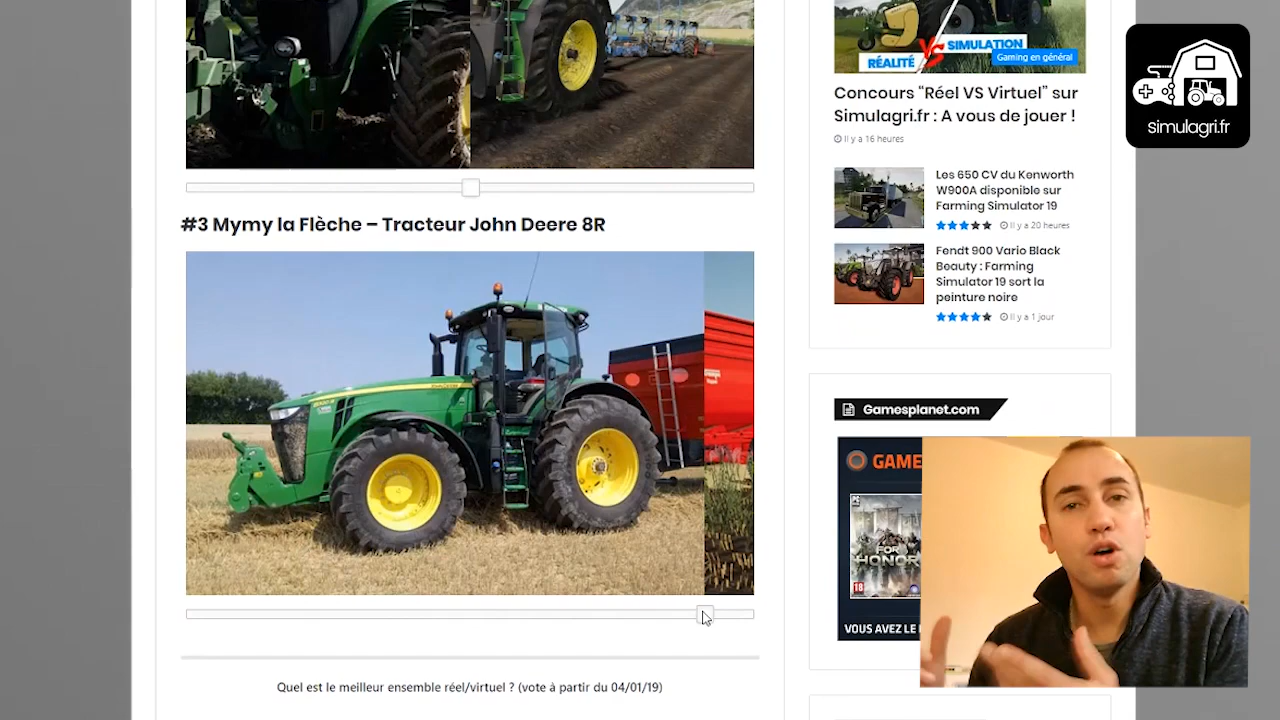 #3 Mymy la Flèche – Tracteur John Deere 8R
Quel est le meilleur ensemble réel/virtuel ? (vote à partir du 04/01/19)
RÉALITÉ
VS
SIMULATION
Gaming en général
Concours “Réel VS Virtuel” sur
Simulagri.fr : A vous de jouer !
Il y a 16 heures
Les 650 CV du Kenworth
W900A disponible sur
Farming Simulator 19
Il y a 20 heures
Fendt 900 Vario Black
Beauty : Farming
Simulator 19 sort la
peinture noire
Il y a 1 jour
Gamesplanet.com
GAME
PC
FOR
HONOR
18
VOUS AVEZ LE
simulagri.fr